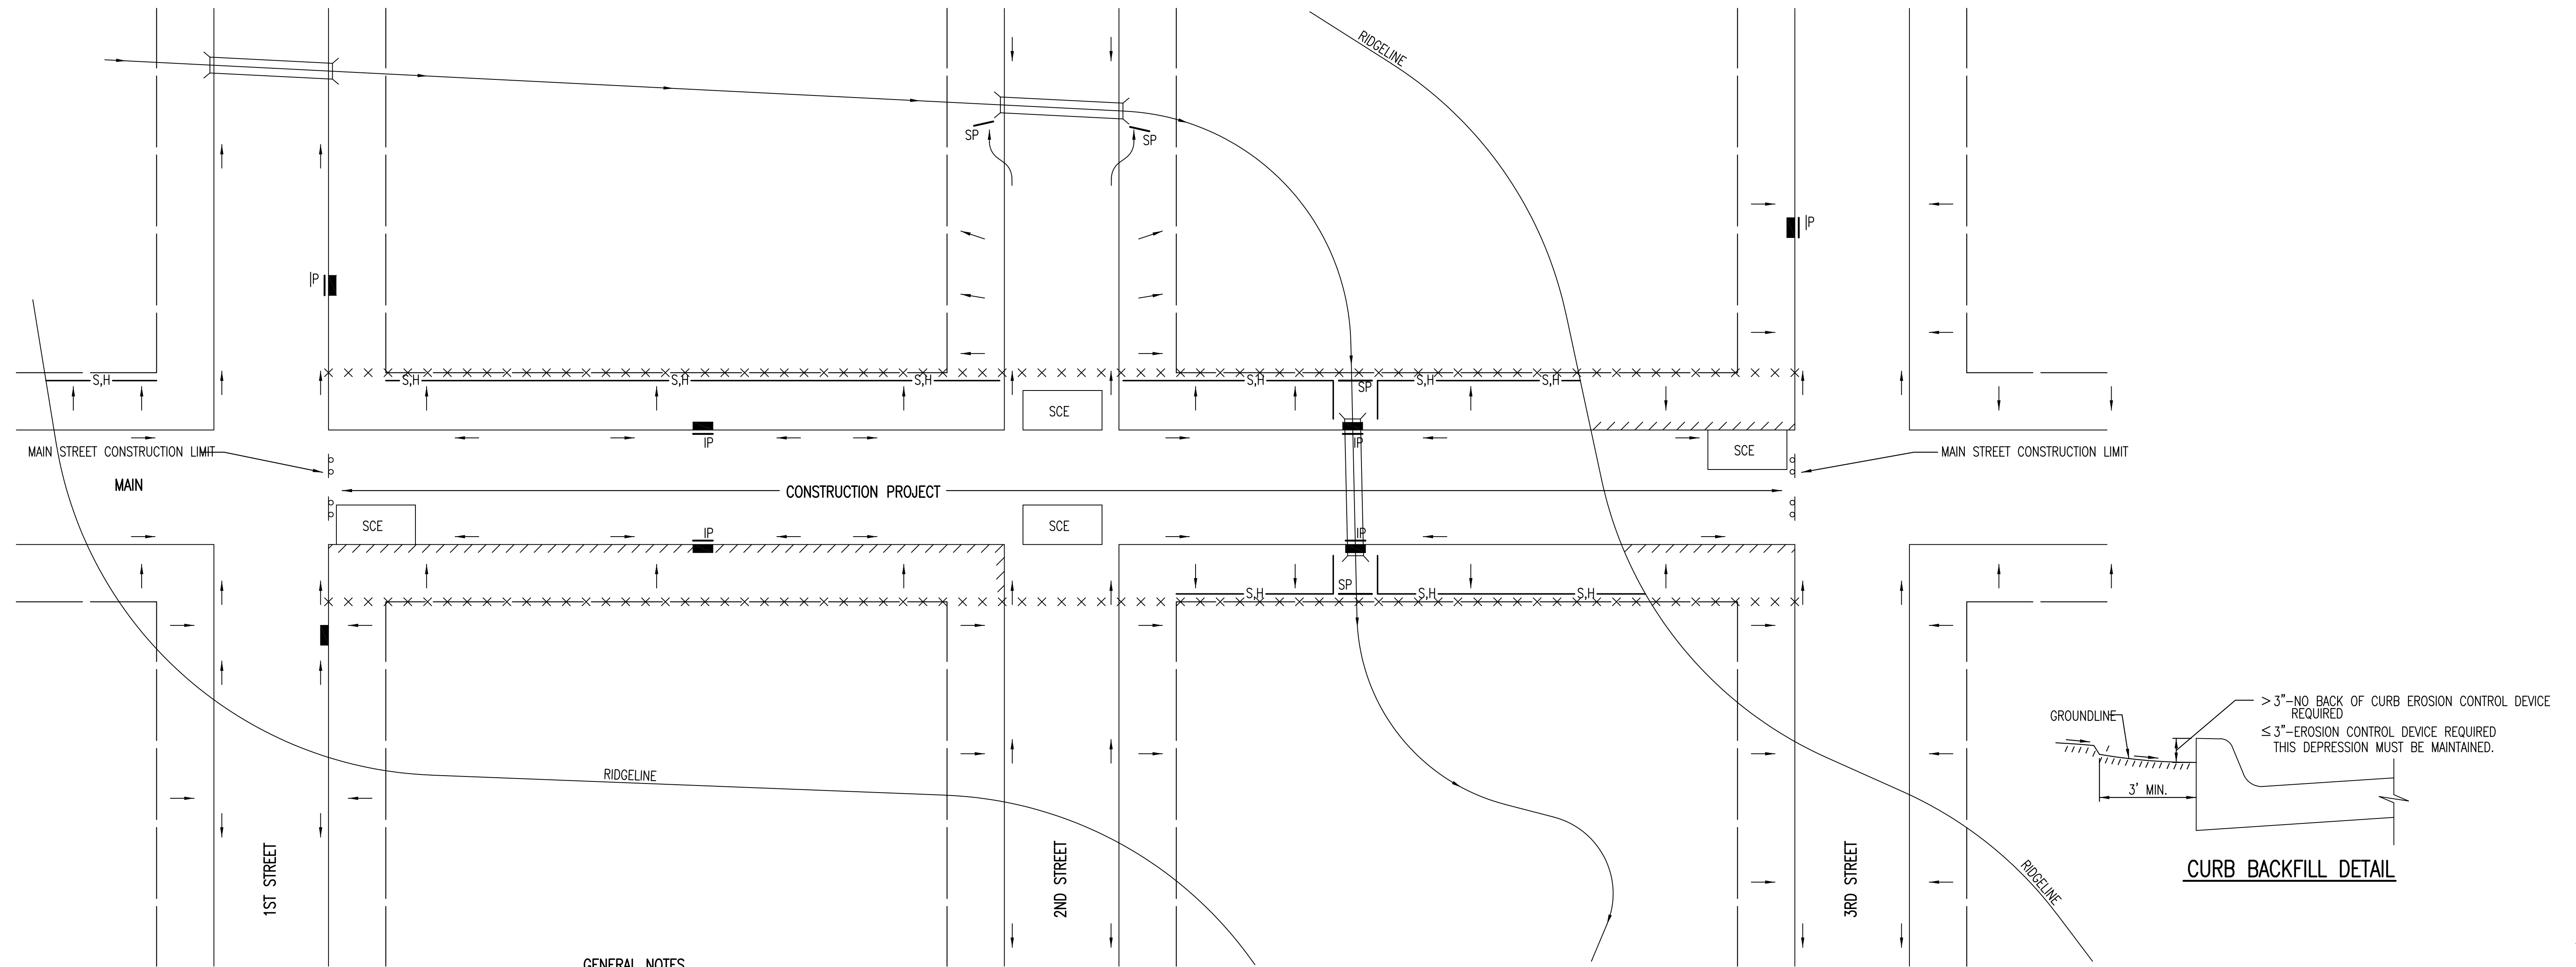 RIDGELINE
SP
SP
IP
IP
S,H
S,H
S,H
S,H
S,H
SP
S,H
S,H
SCE
MAIN STREET CONSTRUCTION LIMIT
IP
IP
SCE
MAIN STREET CONSTRUCTION LIMIT
MAIN
CONSTRUCTION PROJECT
SCE
SCE
IP
IP
SP
S,H
S,H
S,H
RIDGELINE
GROUNDLINE
> 3"-NO BACK OF CURB EROSION CONTROL DEVICE
REQUIRED
≤ 3"-EROSION CONTROL DEVICE REQUIRED
THIS DEPRESSION MUST BE MAINTAINED.
3' MIN.
CURB BACKFILL DETAIL
1ST STREET
2ND STREET
3RD STREET
RIDGELINE
GENERAL NOTES